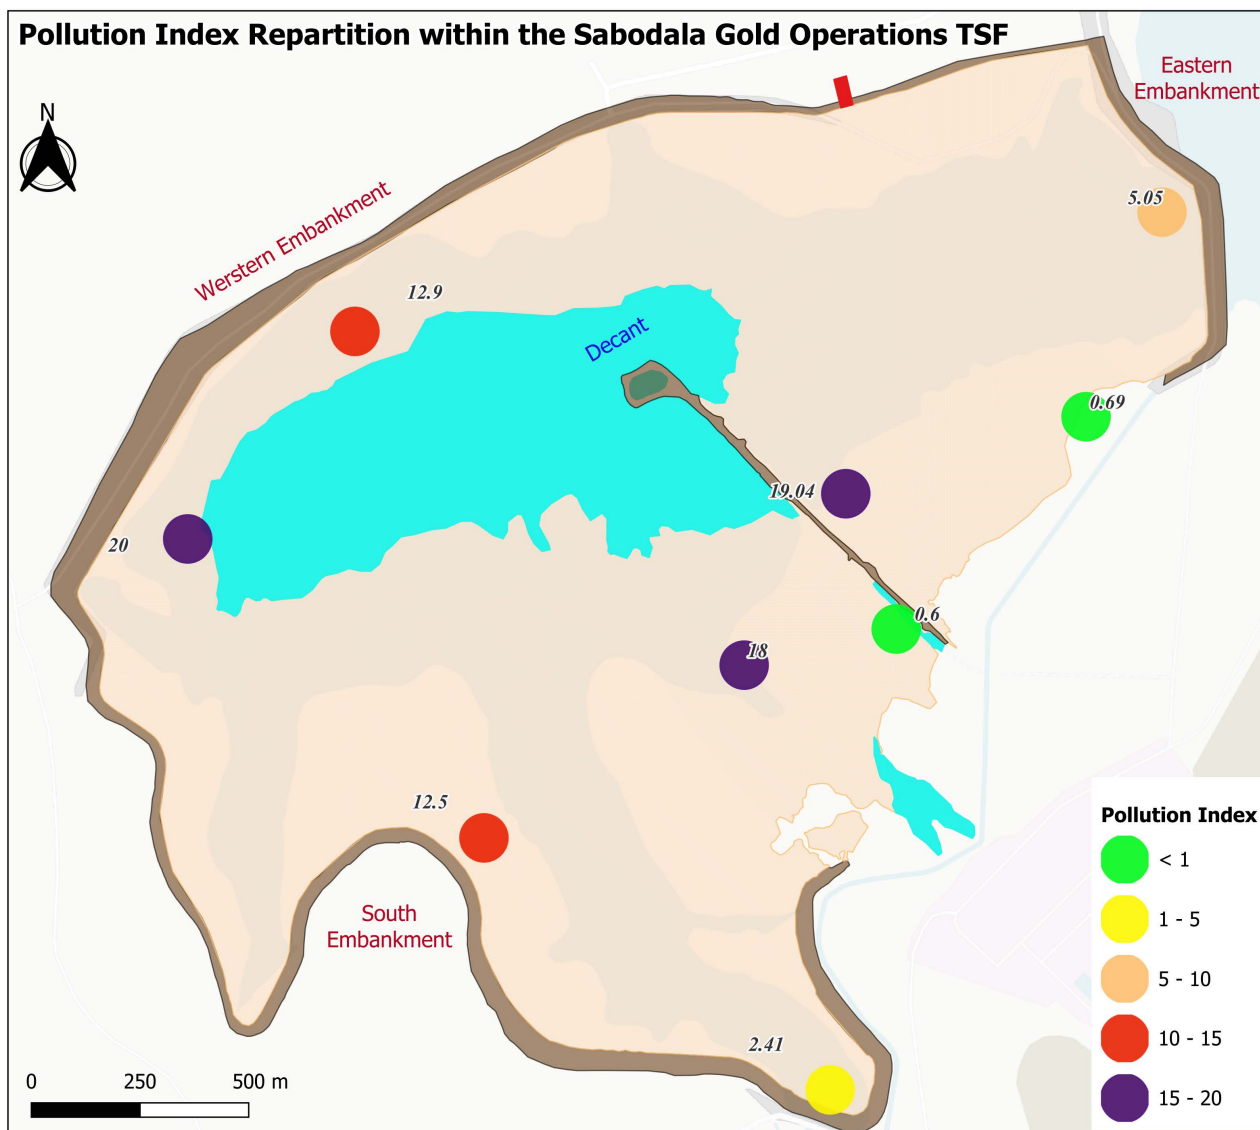 Pollution Index Repartition within the Sabodala Gold Operations TSF
Eastern
Embankment
N
Werstern Embankment
5.05
12.9
Decant
0.69
19.04
20
0.6
18
12.5
South
Embankment
2.41
Pollution Index
< 1
1 - 5
5 - 10
10 - 15
15 - 20
0 250 500 m